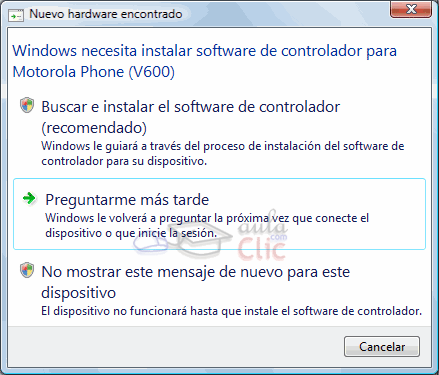 Nuevo hardware encontrado
Windows necesita instalar software de controlador para
Motorola Phone (V600)
Buscar e instalar el software de controlador
(recomendado)
Windows le guiará a través del proceso de instalación del software de
controlador para su dispositivo.
Preguntarme más tarde
Windows le volverá a preguntar la próxima vez que conecte el
dispositivo o que inicie la sesión.
aula
.com
Clic
No mostrar este mensaje de nuevo para este
dispositivo
El dispositivo no funcionará hasta que instale el software de controlador.
Cancelar